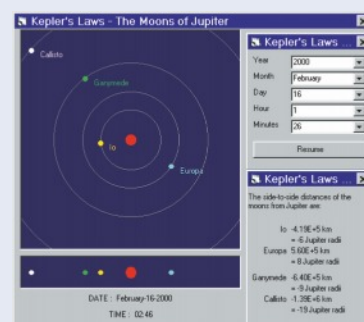 Kepler's Laws - The Moons of Jupiter
Callisto
Ganymede
Io
Europa
DATE : February-16-2000
TIME : 02:46
Kepler's Laws ...
Year 2000
Month February
Day 16
Hour 1
Minutes 26
Resume
Kepler's Laws ...
The side-to-side distances of the
moons from Jupiter are:
Io -4.19E+5 km
= -6 Jupiter radii
Europa 5.60E+5 km
= 8 Jupiter radii
Ganymede -6.40E+5 km
= -9 Jupiter radii
Callisto -1.39E+6 km
= -19 Jupiter radii